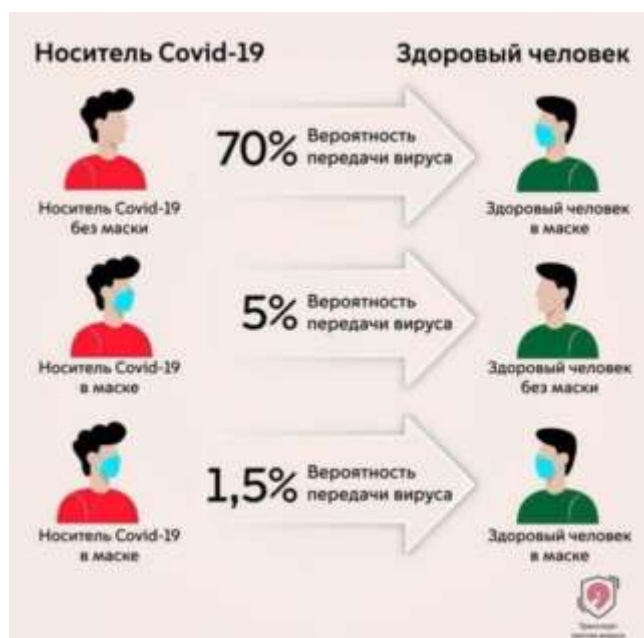 Носитель Covid-19
Здоровый человек
70% Вероятность
передачи вируса
Носитель Covid-19
без маски
Здоровый человек
в маске
5% Вероятность
передачи вируса
Носитель Covid-19
в маске
Здоровый человек
без маски
1,5% Вероятность
передачи вируса
Носитель Covid-19
в маске
Здоровый человек
в маске